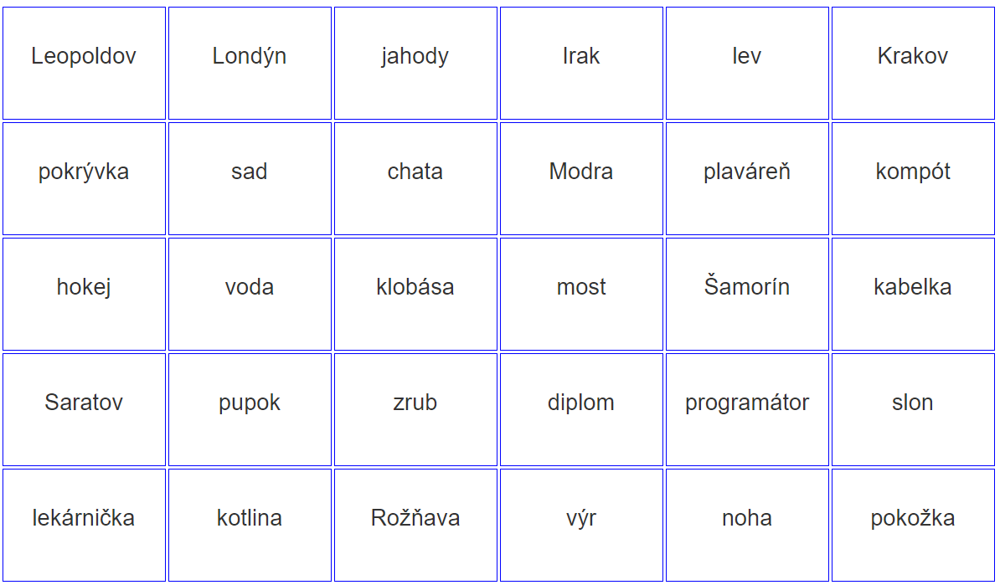 Leopoldov Londýn jahody Irak lev Krakov
pokrývka sad chata Modra plaváreň kompót
hokej voda klobása most Šamorín kabelka
Saratov pupok zrub diplom programátor slon
lekárnička kotlina Rožňava výr noha pokožka